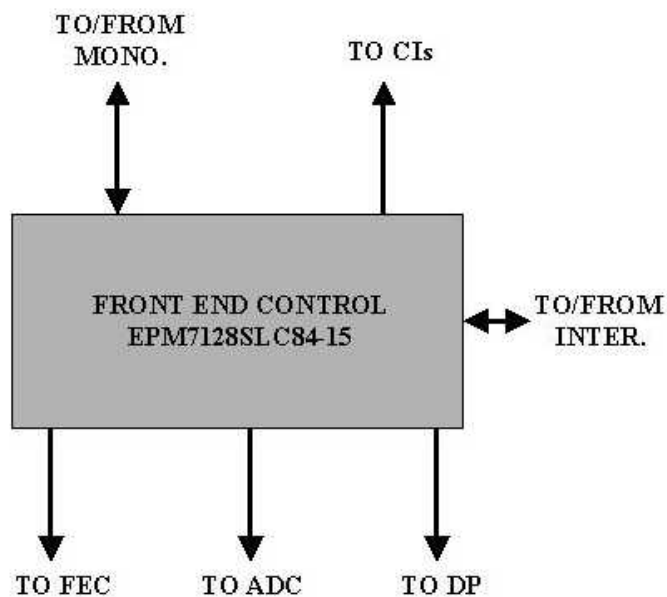 TO/FROM
MONO.
TO CIs
FRONT END CONTROL
EPM7128SLC84-15
TO/FROM
INTER.
TO FEC
TO ADC
TO DP